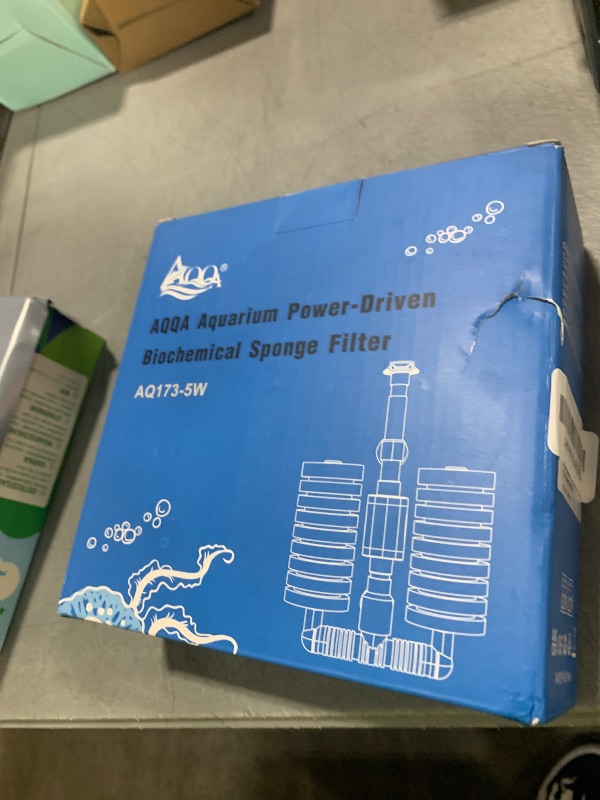 AQQA®
AQQA Aquarium Power-Driven
Biochemical Sponge Filter
AQ173-5W